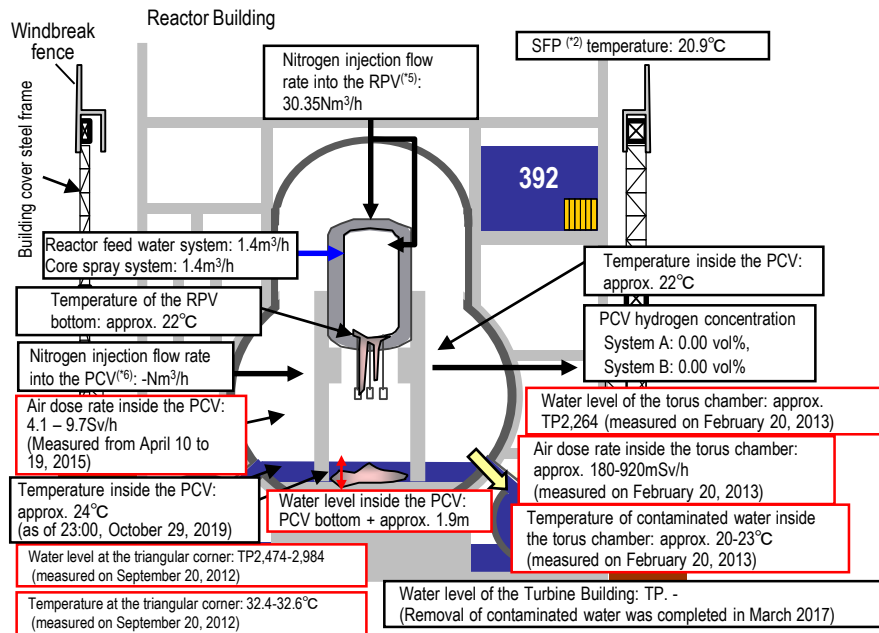 Reactor Building
Windbreak
fence
Building cover steel frame
Nitrogen injection flow
rate into the RPV(*5):
30.35Nm3/h
SFP (*2) temperature: 20.9℃
392
Reactor feed water system: 1.4m3/h
Core spray system: 1.4m3/h
Temperature of the RPV
bottom: approx. 22℃
Nitrogen injection flow rate
into the PCV(*6): -Nm3/h
Air dose rate inside the PCV:
4.1 – 9.7Sv/h
(Measured from April 10 to
19, 2015)
Temperature inside the PCV:
approx. 24℃
(as of 23:00, October 29, 2019)
Water level at the triangular corner: TP2,474-2,984
(measured on September 20, 2012)
Temperature at the triangular corner: 32.4-32.6℃
(measured on September 20, 2012)
Water level inside the PCV:
PCV bottom + approx. 1.9m
Temperature inside the PCV:
approx. 22℃
PCV hydrogen concentration
System A: 0.00 vol%,
System B: 0.00 vol%
Water level of the torus chamber: approx.
TP2,264 (measured on February 20, 2013)
Air dose rate inside the torus chamber:
approx. 180-920mSv/h
(measured on February 20, 2013)
Temperature of contaminated water inside
the torus chamber: approx. 20-23℃
(measured on February 20, 2013)
Water level of the Turbine Building: TP. -
(Removal of contaminated water was completed in March 2017)